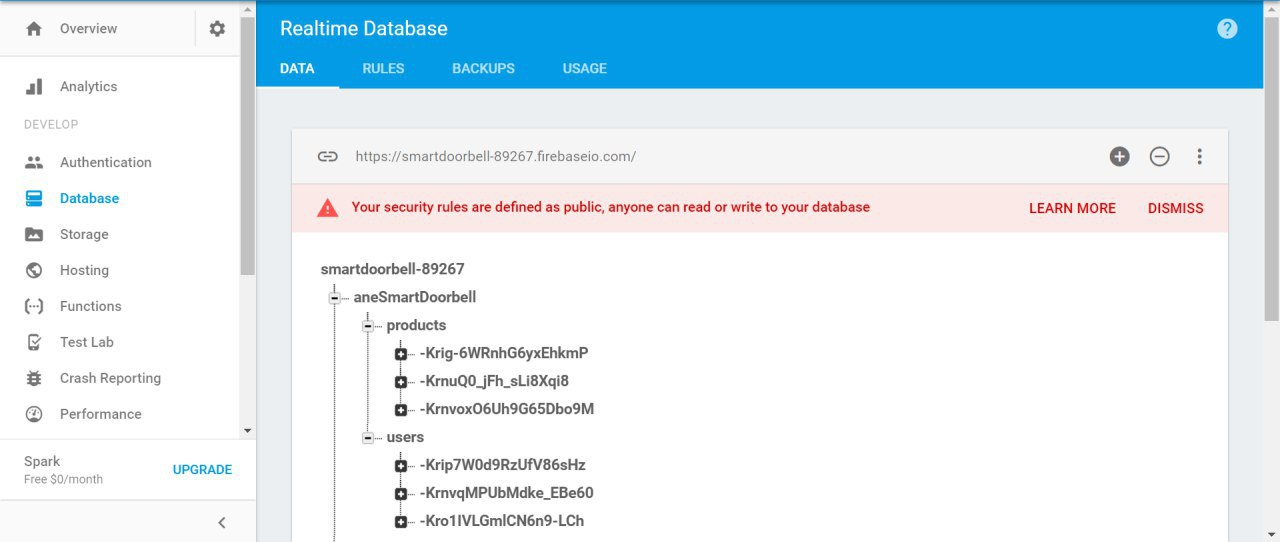 Overview
Analytics
DEVELOP
Authentication
Database
Storage
Hosting
Functions
Test Lab
Crash Reporting
Performance
Spark
Free $0/month
UPGRADE
Realtime Database
DATA RULES BACKUPS USAGE
https://smartdoorbell-89267.firebaseio.com/
Your security rules are defined as public, anyone can read or write to your database LEARN MORE DISMISS
smartdoorbell-89267
aneSmartDoorbell
products
-Krig-6WRnhG6yxEhkmP
-KrnuQ0_jFh_sLi8Xqi8
-KrnvoxO6Uh9G65Dbo9M
users
-Krip7W0d9RzUfV86sHz
-KrnvqMPUbMdke_EBe60
-Kro1IVLGmlCN6n9-LCh